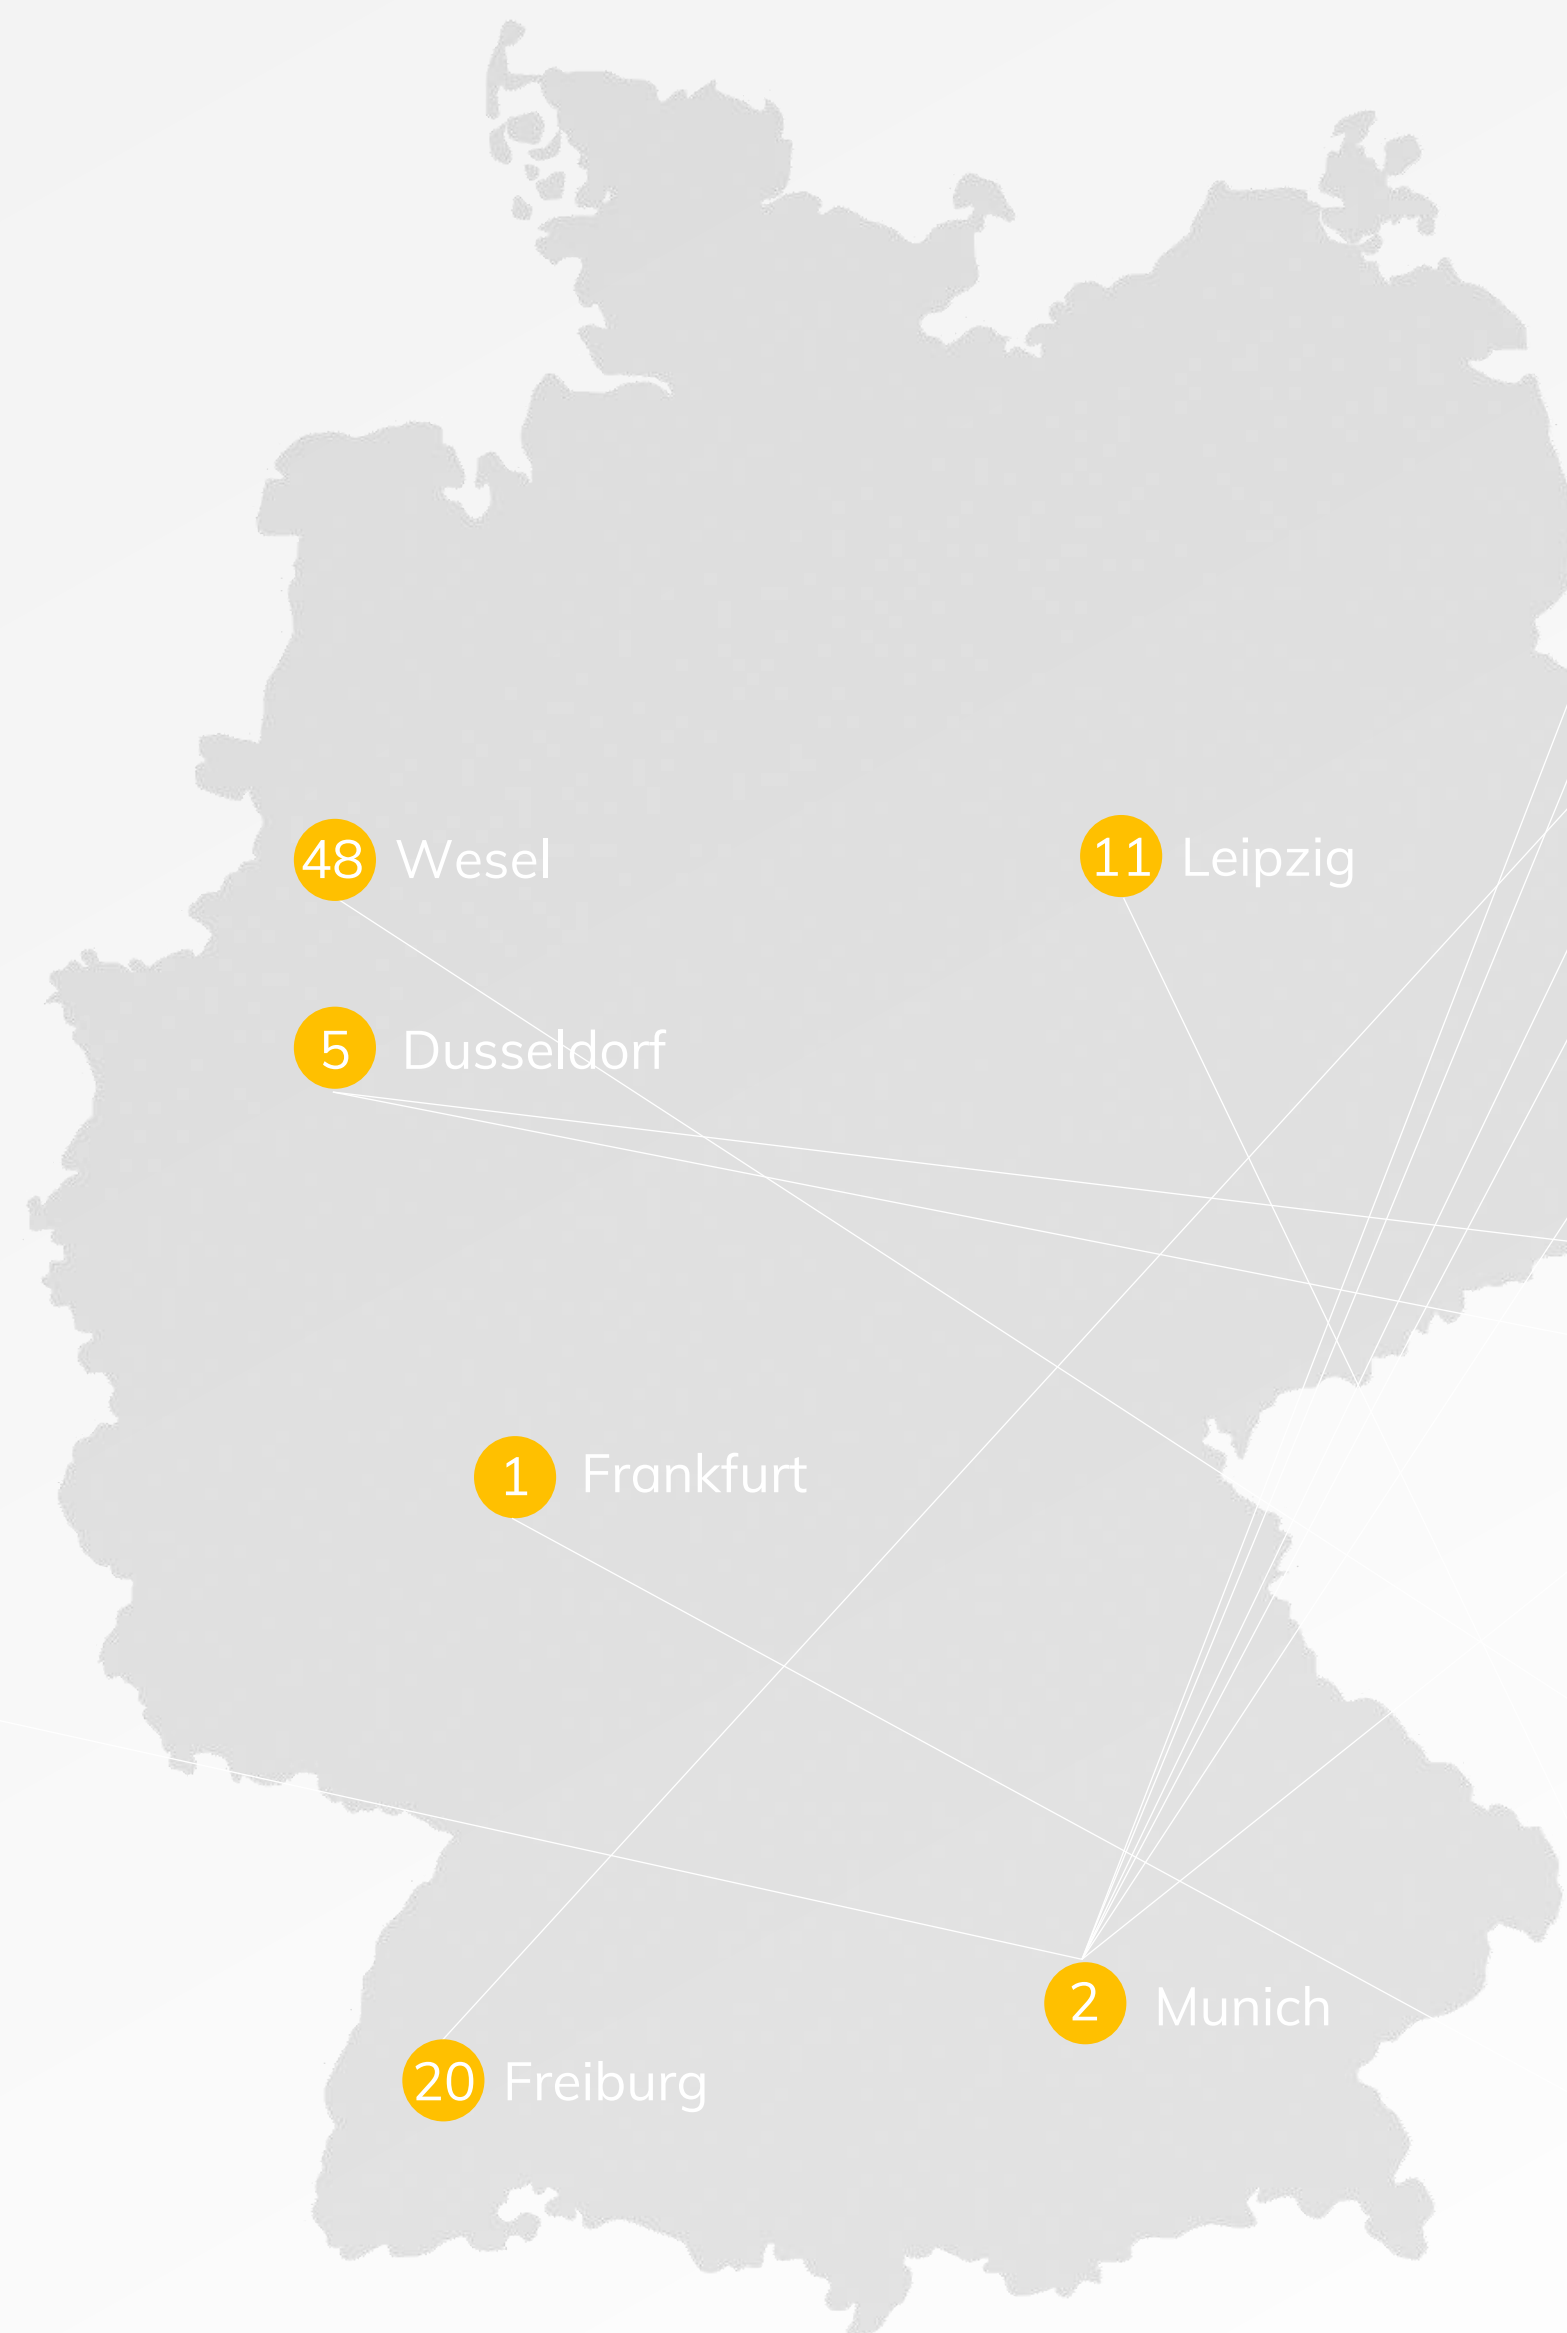 48 Wesel
11 Leipzig
5 Dusseldorf
1 Frankfurt
2 Munich
20 Freiburg